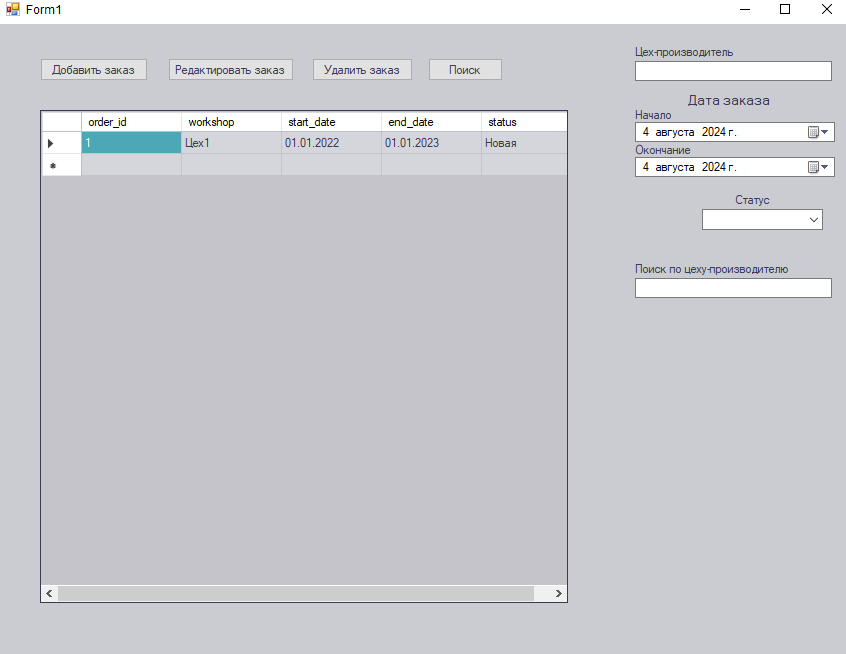 Form1
Добавить заказ Редактировать заказ Удалить заказ Поиск
order_id workshop start_date end_date status
1 Цех1 01.01.2022 01.01.2023 Новая
Цех-производитель
Дата заказа
Начало
4 августа 2024 г.
Окончание
4 августа 2024 г.
Статус
Поиск по цеху-производителю